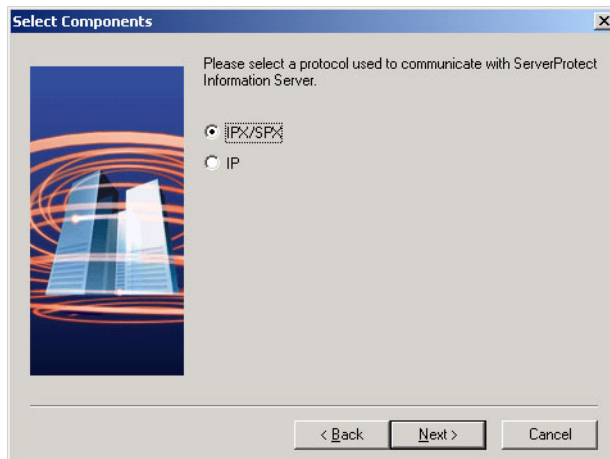 Select Components
Please select a protocol used to communicate with ServerProtect
Information Server.
IPX/SPX
IP
< Back
Next >
Cancel